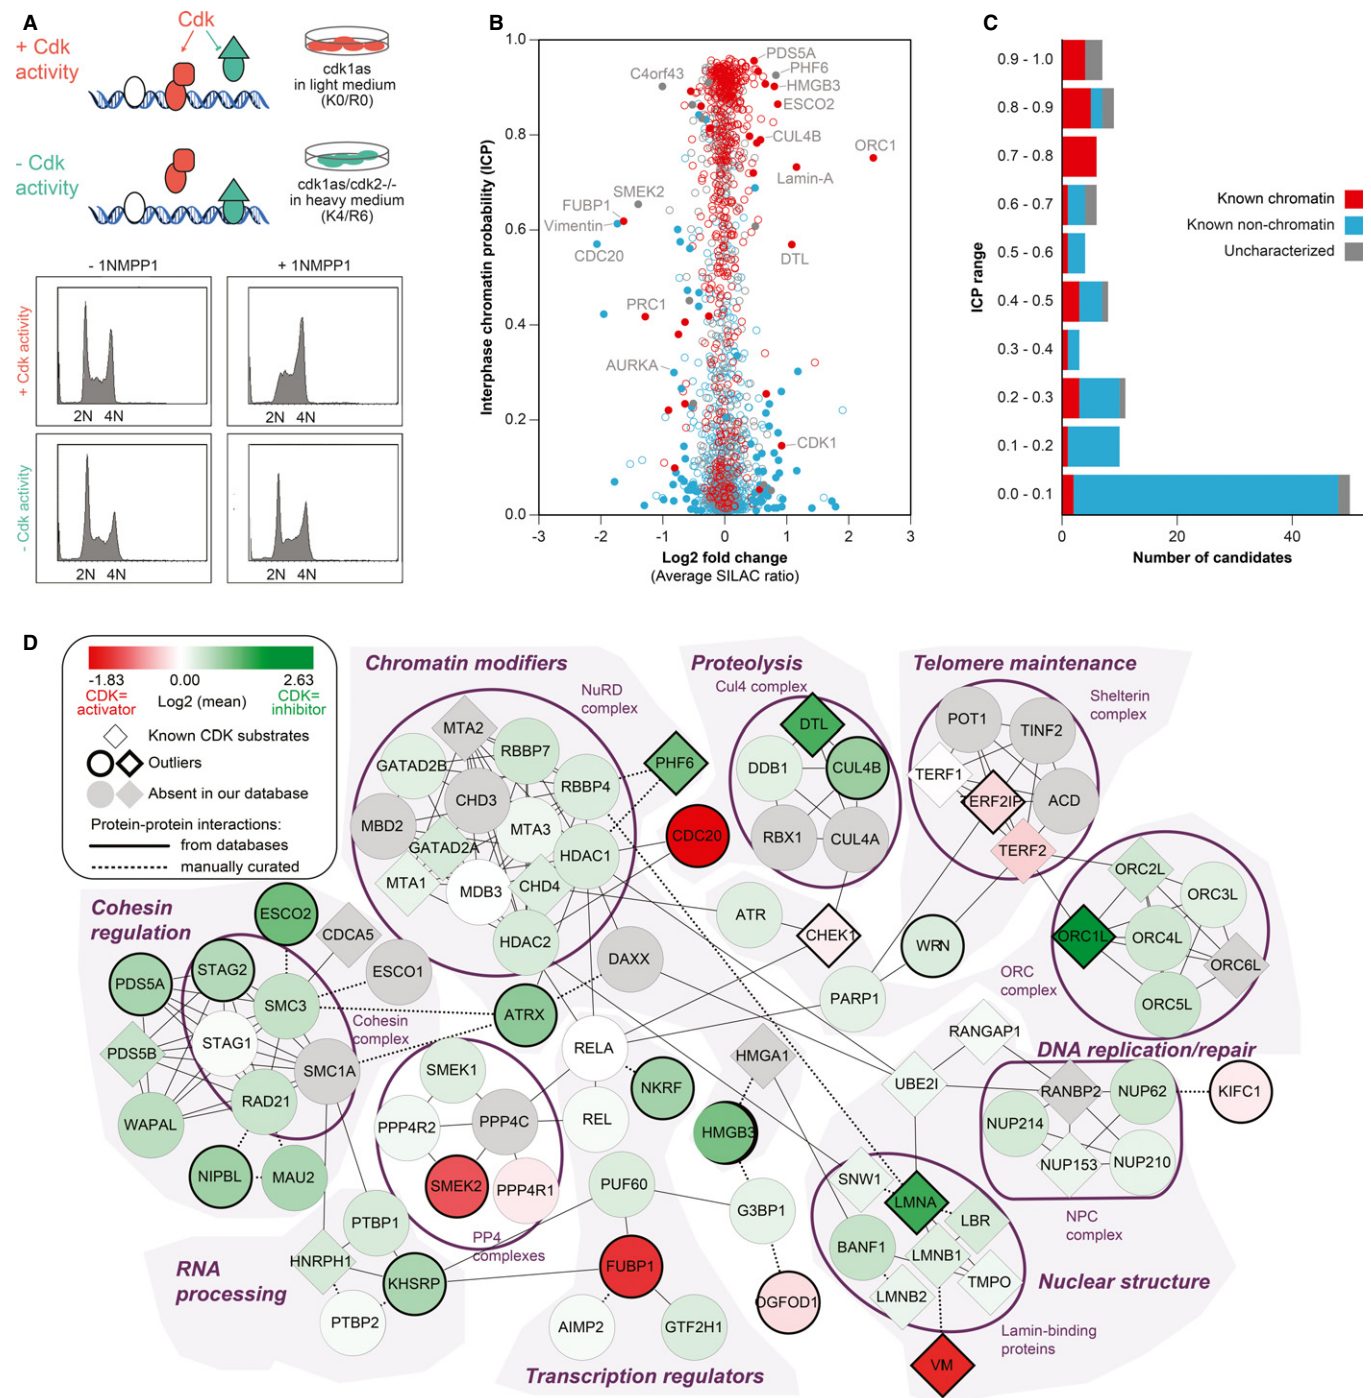 A
Cdk
+ Cdk
activity
cdk1as
in light medium
(K0/R0)
- Cdk
activity
cdk1as/cdk2-/-
in heavy medium
(K4/R6)
- 1NMPP1
+ 1NMPP1
+ Cdk activity
2N 4N
2N 4N
- Cdk activity
2N 4N
2N 4N
B
Interphase chromatin probability (ICP)
1.0
0.8
0.6
0.4
0.2
0.0
-3
-2
-1
0
1
2
3
Log2 fold change
(Average SILAC ratio)
PDS5A
C4orf43
PHF6
HMGB3
ESCO2
CUL4B
ORC1
Lamin-A
SMEK2
FUBP1
Vimentin
CDC20
DTL
PRC1
AURKA
CDK1
C
ICP range
0.9 - 1.0
0.8 - 0.9
0.7 - 0.8
0.6 - 0.7
0.5 - 0.6
0.4 - 0.5
0.3 - 0.4
0.2 - 0.3
0.1 - 0.2
0.0 - 0.1
0
20
40
Number of candidates
Known chromatin
Known non-chromatin
Uncharacterized
D
-1.83
0.00
2.63
CDK=
activator
Log2 (mean)
CDK=
inhibitor
Known CDK substrates
Outliers
Absent in our database
Protein-protein interactions:
from databases
manually curated
Chromatin modifiers
NuRD
complex
MTA2
GATAD2B
RBBP7
RBBP4
CHD3
MBD2
MTA3
GATAD2A
HDAC1
MTA1
MDB3
CHD4
HDAC2
PHF6
CDC20
Proteolysis
Cul4 complex
DTL
DDB1
CUL4B
RBX1
CUL4A
Telomere maintenance
Shelterin
complex
POT1
TINF2
TERF1
ERF2IP
ACD
TERF2
ATR
CHEK1
WRN
PARP1
DAXX
ORC2L
ORC3L
ORC1L
ORC4L
ORC6L
ORC5L
ORC
complex
DNA replication/repair
Cohesin
regulation
ESCO2
CDCA5
ESCO1
PDS5A
STAG2
SMC3
STAG1
PDS5B
SMC1A
RAD21
WAPAL
NIPBL
MAU2
Cohesin
complex
ATRX
RELA
NKRF
REL
SMEK1
PPP4R2
PPP4C
SMEK2
PPP4R1
PP4
complexes
HMGA1
HMGB3
G3BP1
OGFOD1
RANGAP1
UBE2I
RANBP2
NUP62
NUP214
NUP153
NUP210
KIFC1
NPC
complex
SNW1
LMNA
LBR
BANF1
LMNB1
TMPO
LMNB2
VM
Nuclear structure
Lamin-binding
proteins
RNA
processing
PTBP1
HNRPH1
KHSRP
PTBP2
PUF60
FUBP1
AIMP2
GTF2H1
Transcription regulators